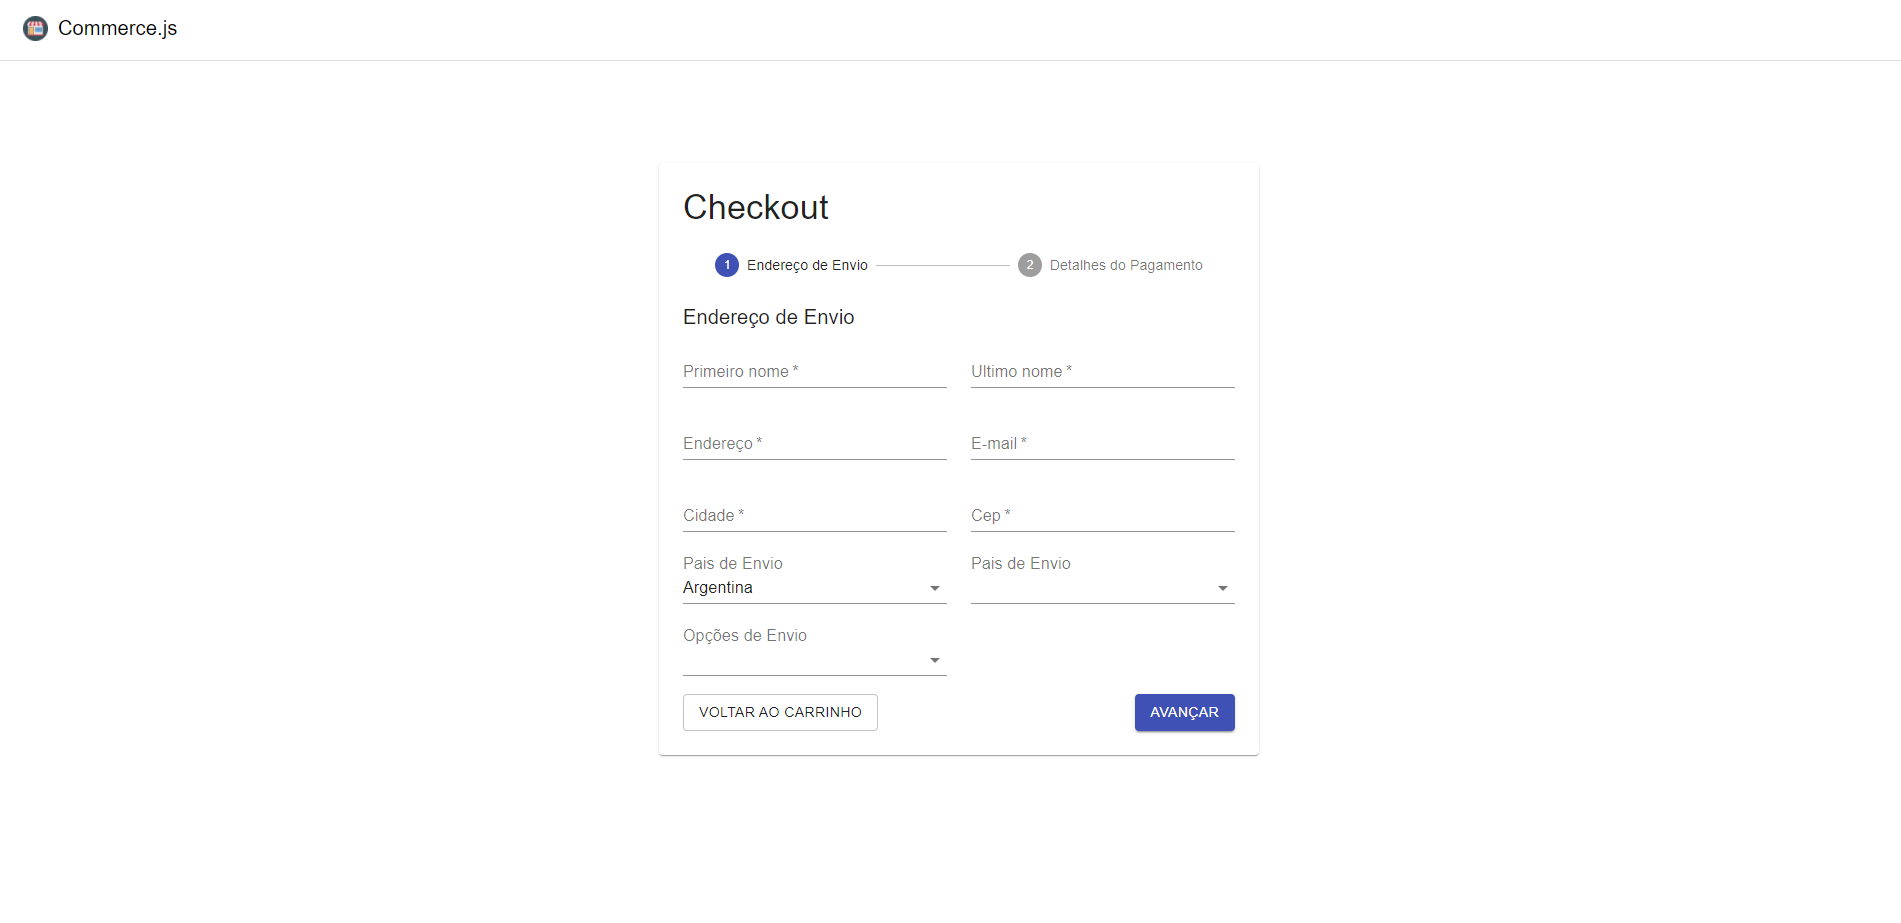 Commerce.js
Checkout
1 Endereço de Envio 2 Detalhes do Pagamento
Endereço de Envio
Primeiro nome * Ultimo nome *
Endereço * E-mail *
Cidade * Cep *
Pais de Envio Pais de Envio
Argentina
Opções de Envio
VOLTAR AO CARRINHO AVANÇAR